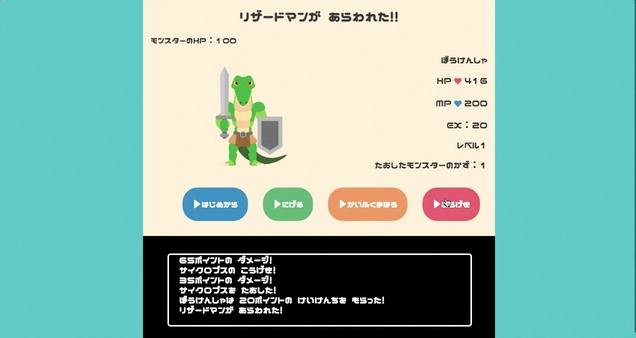 リザードマンが あらわれた!!
モンスターのHP：100
ぼうけんしゃ
HP 416
MP 200
EX：20
レベル1
たおしたモンスターのかず：1
はじめから
にげる
かいふくまほう
こうげき
65ポイントの ダメージ!
サイクロプスの こうげき!
35ポイントの ダメージ!
サイクロプスを たおした!
ぼうけんしゃは 20ポイントの けいけんちを もらった!
リザードマンが あらわれた!